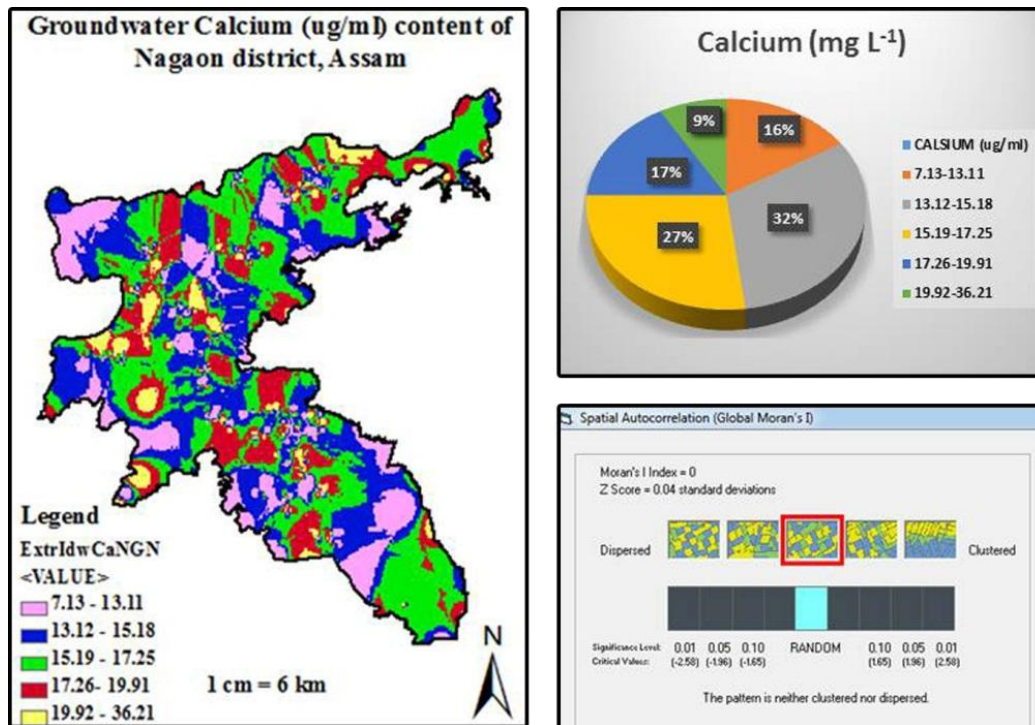 Groundwater Calcium (ug/ml) content of
Nagaon district, Assam
Legend
ExtrIdwCaNGN
<VALUE>
7.13 - 13.11
13.12 - 15.18
15.19 - 17.25
17.26- 19.91
19.92 - 36.21
1 cm = 6 km
N
Calcium (mg L⁻¹)
9%
16%
17%
32%
27%
CALSIUM (ug/ml)
7.13-13.11
13.12-15.18
15.19-17.25
17.26-19.91
19.92-36.21
Spatial Autocorrelation (Global Moran's I)
Moran's I Index = 0
Z Score = 0.04 standard deviations
Dispersed
Clustered
Significance Level: 0.01 0.05 0.10 RANDOM 0.10 0.05 0.01
Critical Values: (-2.58) (-1.96) (-1.65) (1.65) (1.96) (2.58)
The pattern is neither clustered nor dispersed.